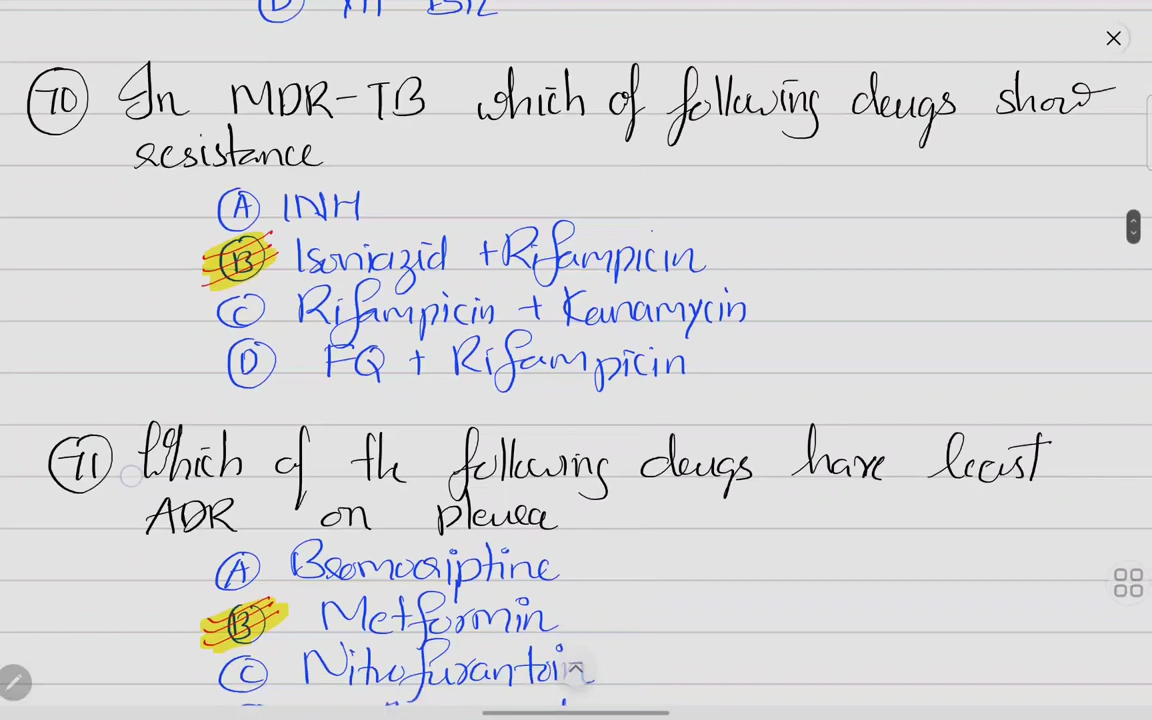 70 In MDR-TB which of following drugs show
resistance
A INH
B Isoniazid + Rifampicin
C Rifampicin + Kanamycin
D FQ + Rifampicin
71 Which of the following drugs have least
ADR on pleura
A Bromocriptine
B Metformin
C Nitrofurantoin